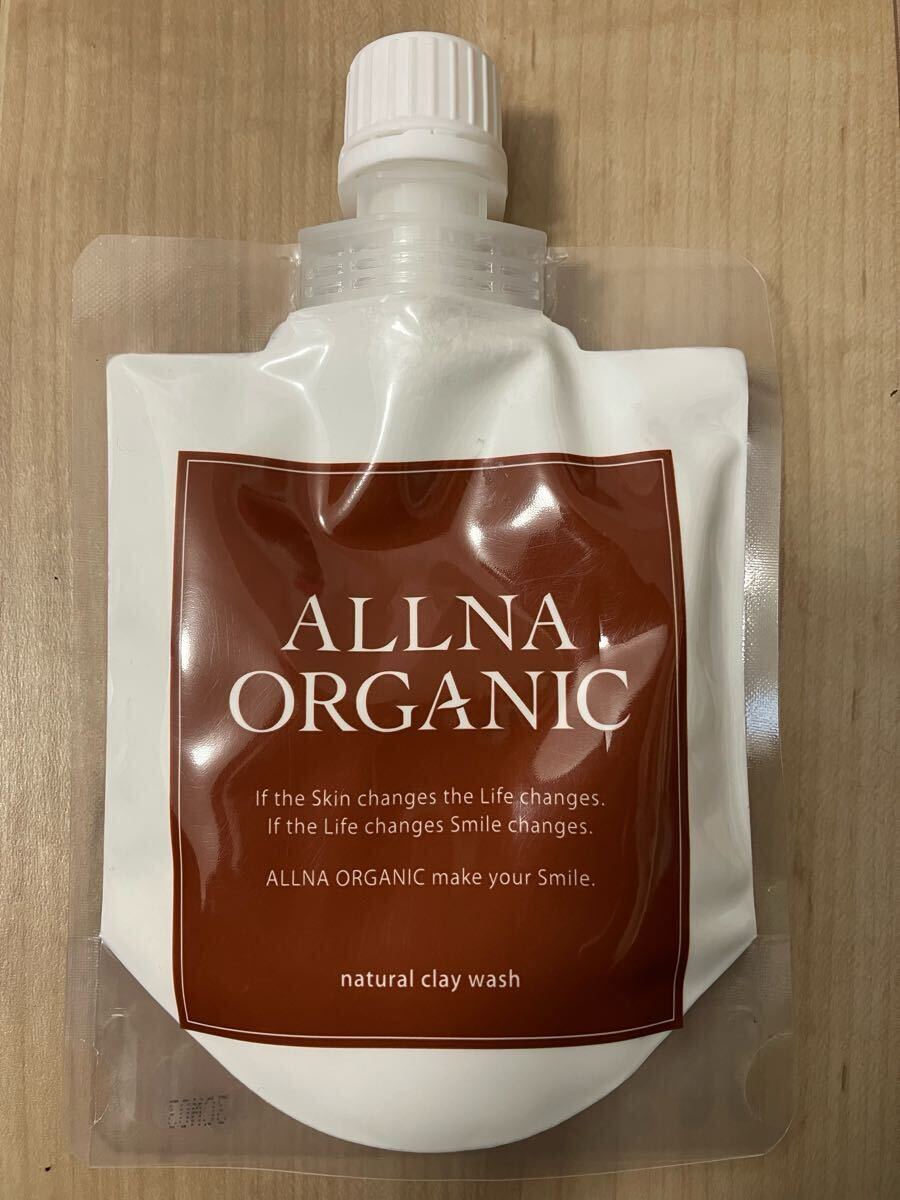 ALLNA
ORGANIC
If the Skin changes the Life changes.
If the Life changes Smile changes.
ALLNA ORGANIC make your Smile.
natural clay wash